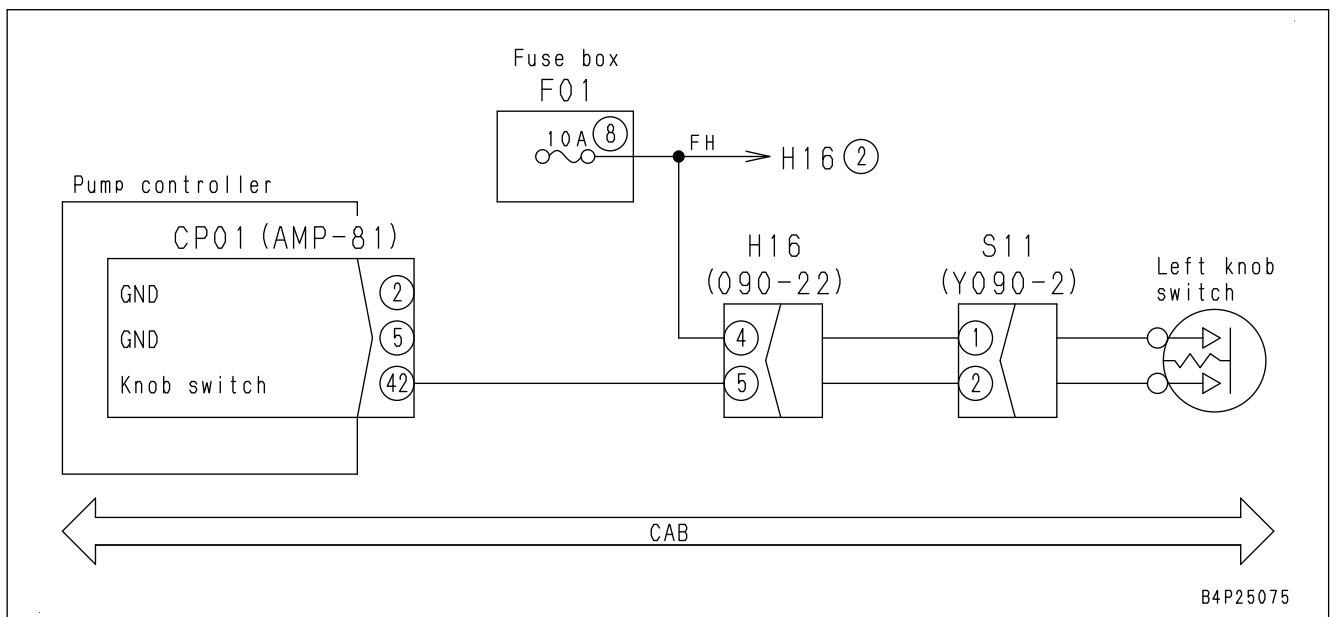 Fuse box
F01
10A 8
FH
H16 2
Pump controller
CP01 (AMP-81)
GND 2
GND 5
Knob switch 42
H16
(090-22)
4
5
S11
(Y090-2)
1
2
Left knob
switch
CAB
B4P25075